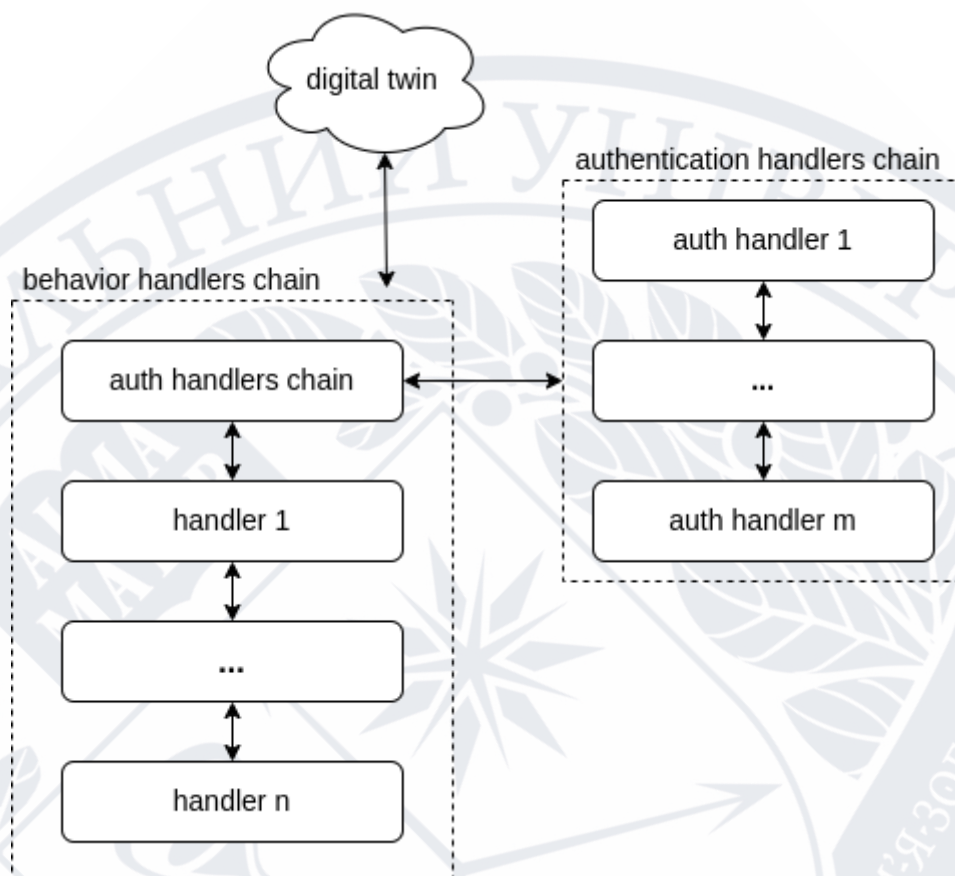 digital twin
authentication handlers chain
auth handler 1
...
auth handler m
behavior handlers chain
auth handlers chain
handler 1
...
handler n